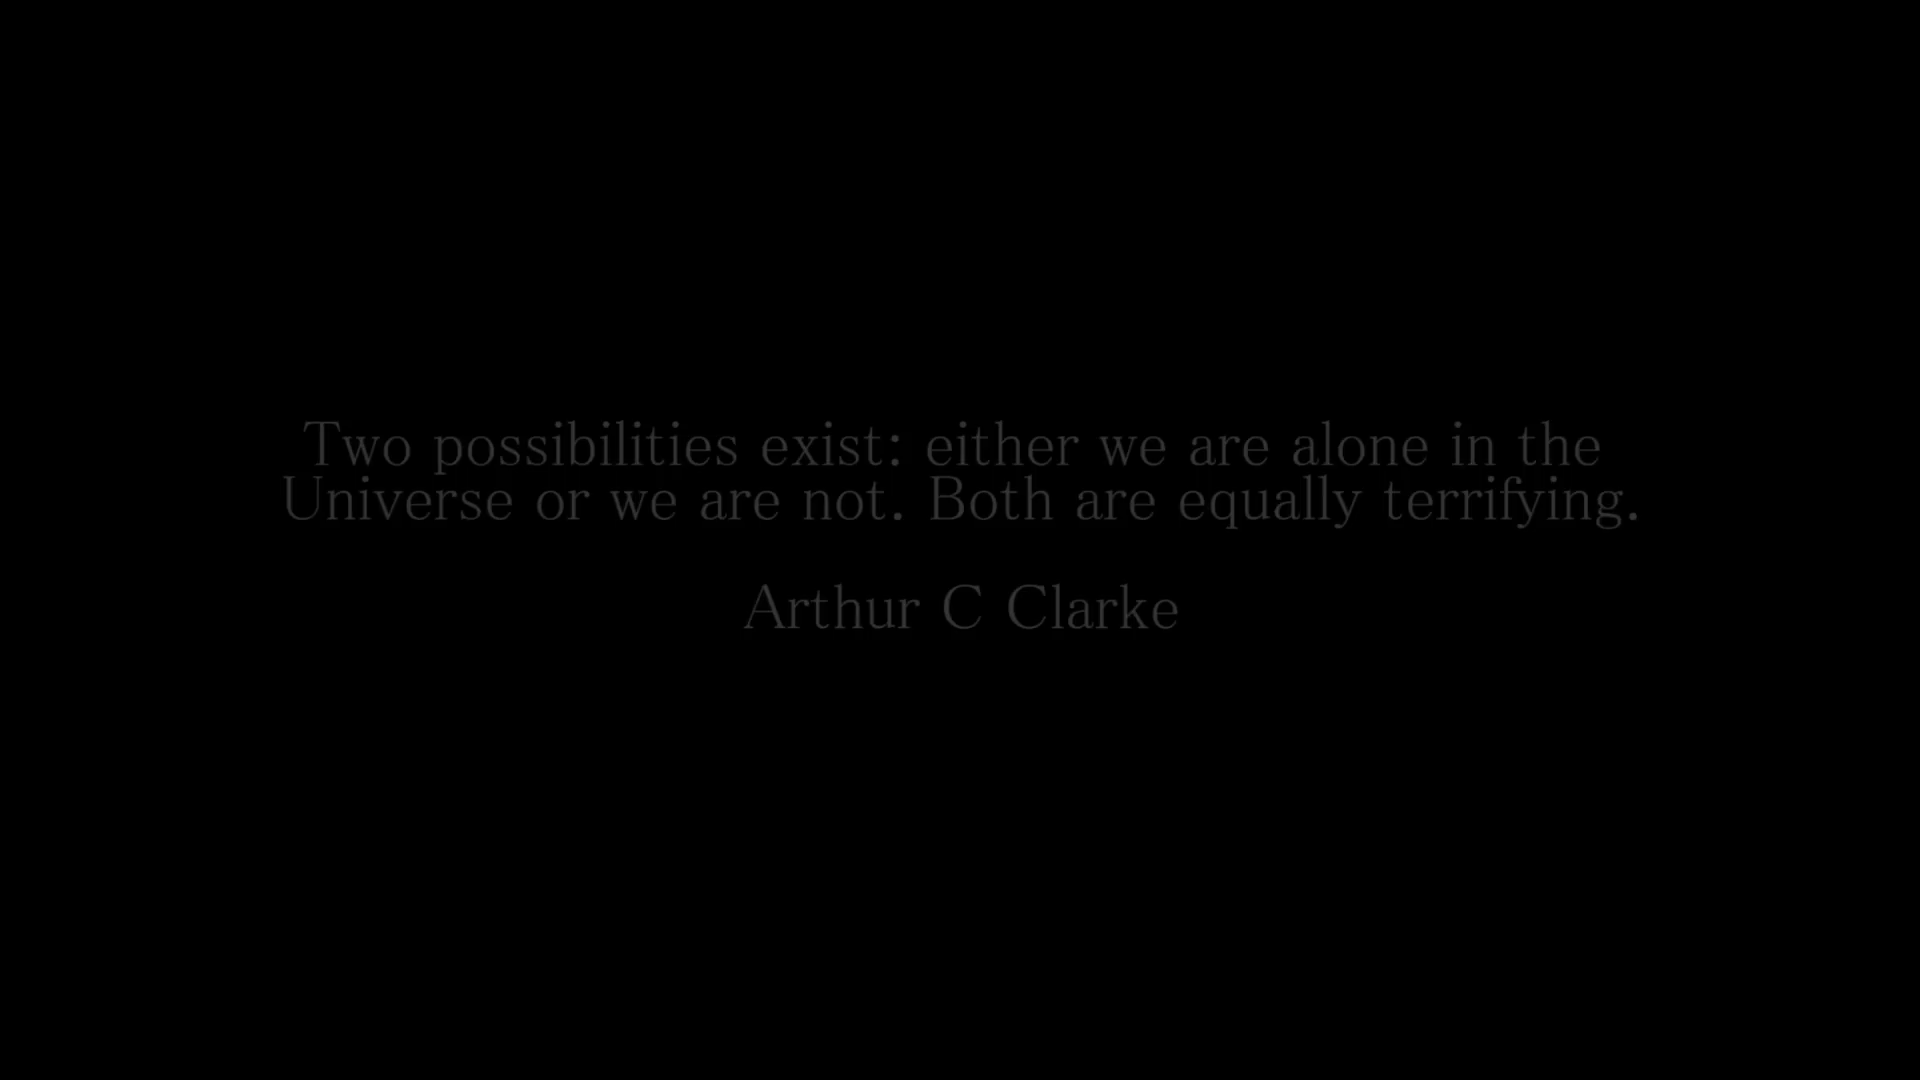 Two possibilities exist: either we are alone in the
Universe or we are not. Both are equally terrifying.
Arthur C Clarke